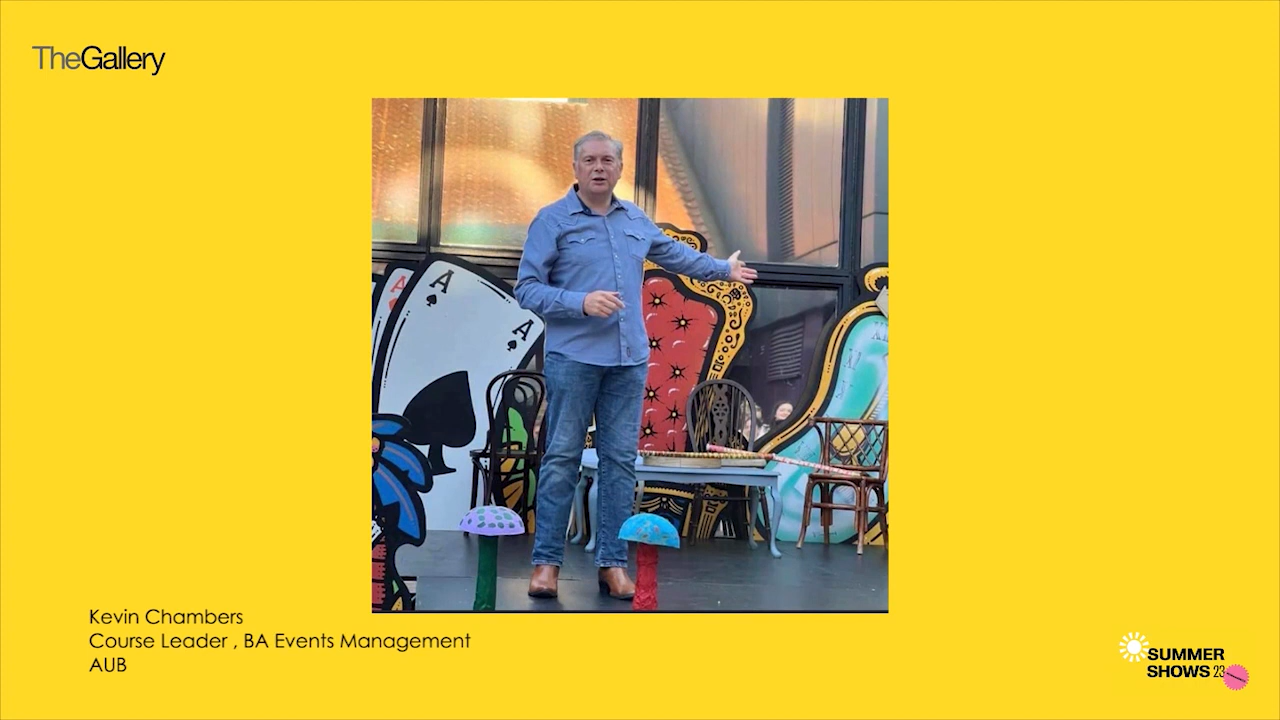 TheGallery
A
A
Kevin Chambers
Course Leader , BA Events Management
AUB
SUMMER
SHOWS 23